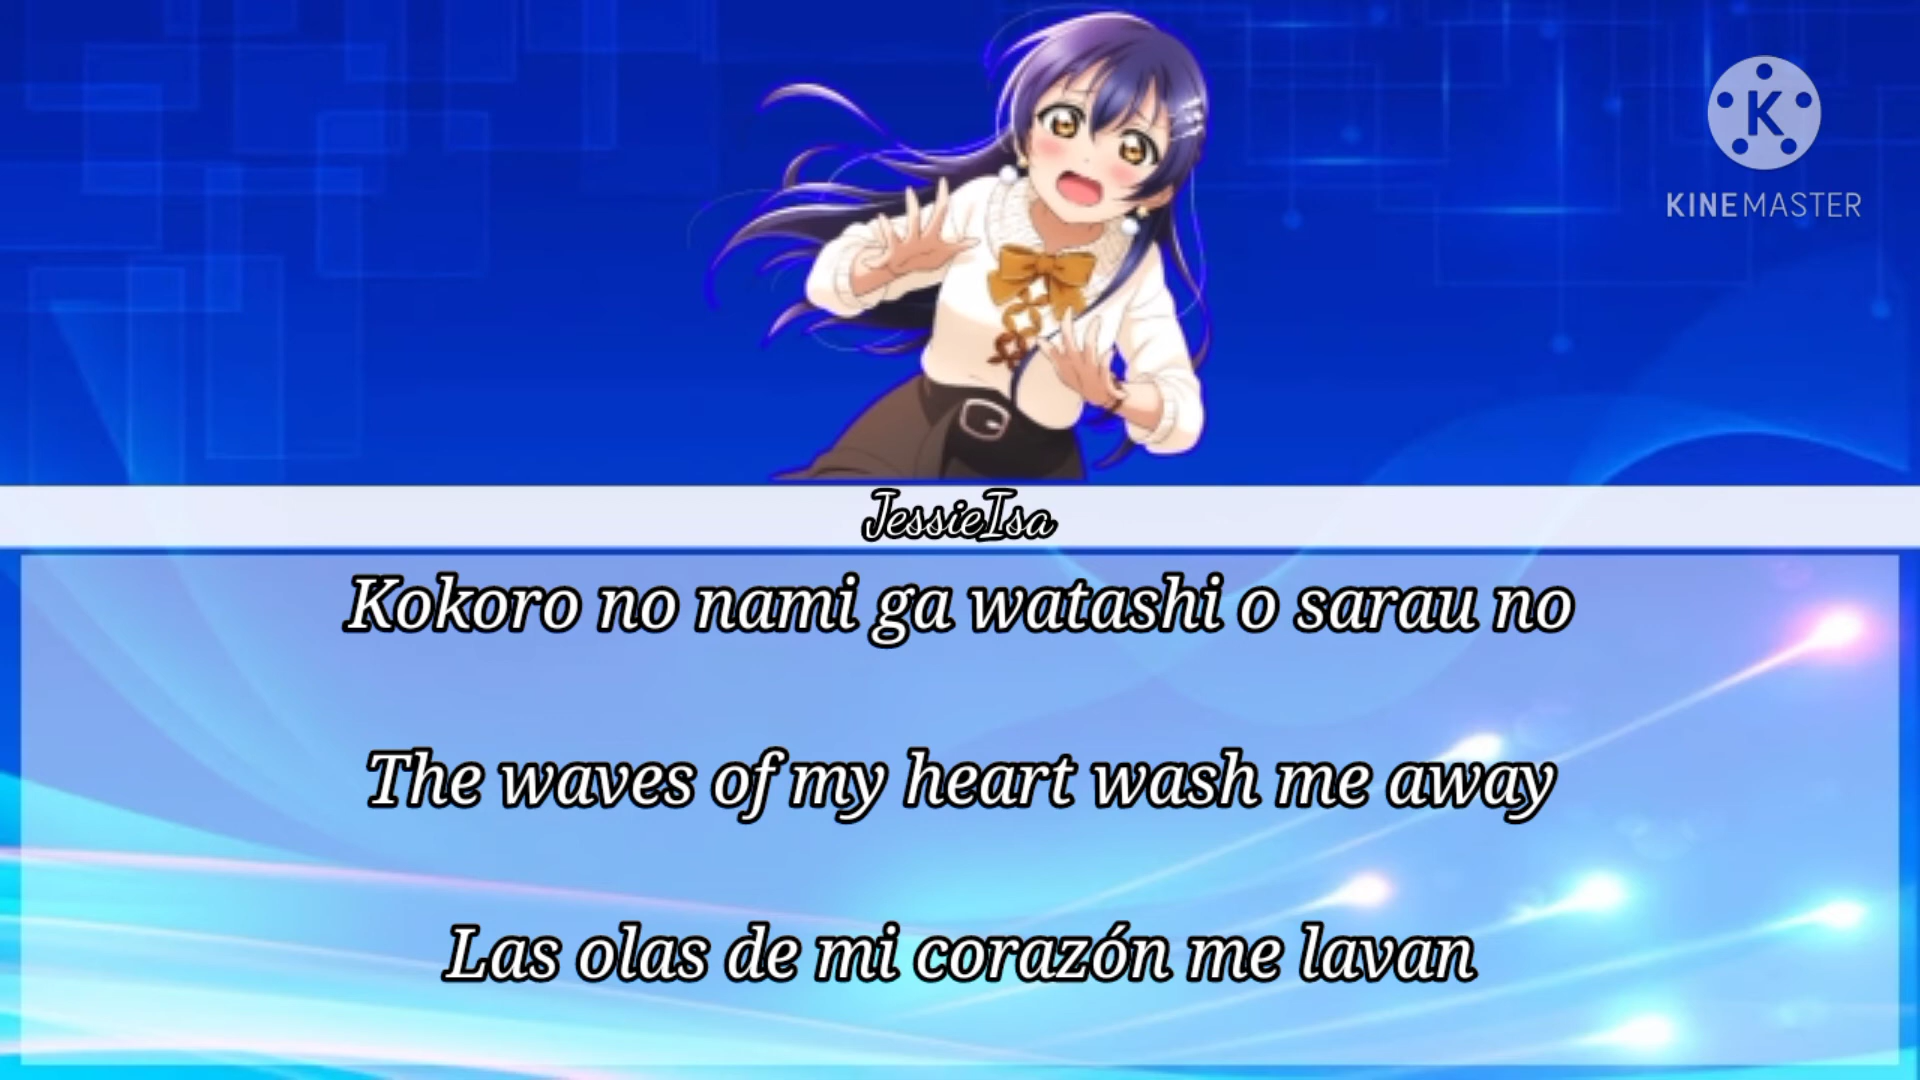 K
KINEMASTER
JessieIsa
Kokoro no nami ga watashi o sarau no
The waves of my heart wash me away
Las olas de mi corazón me lavan